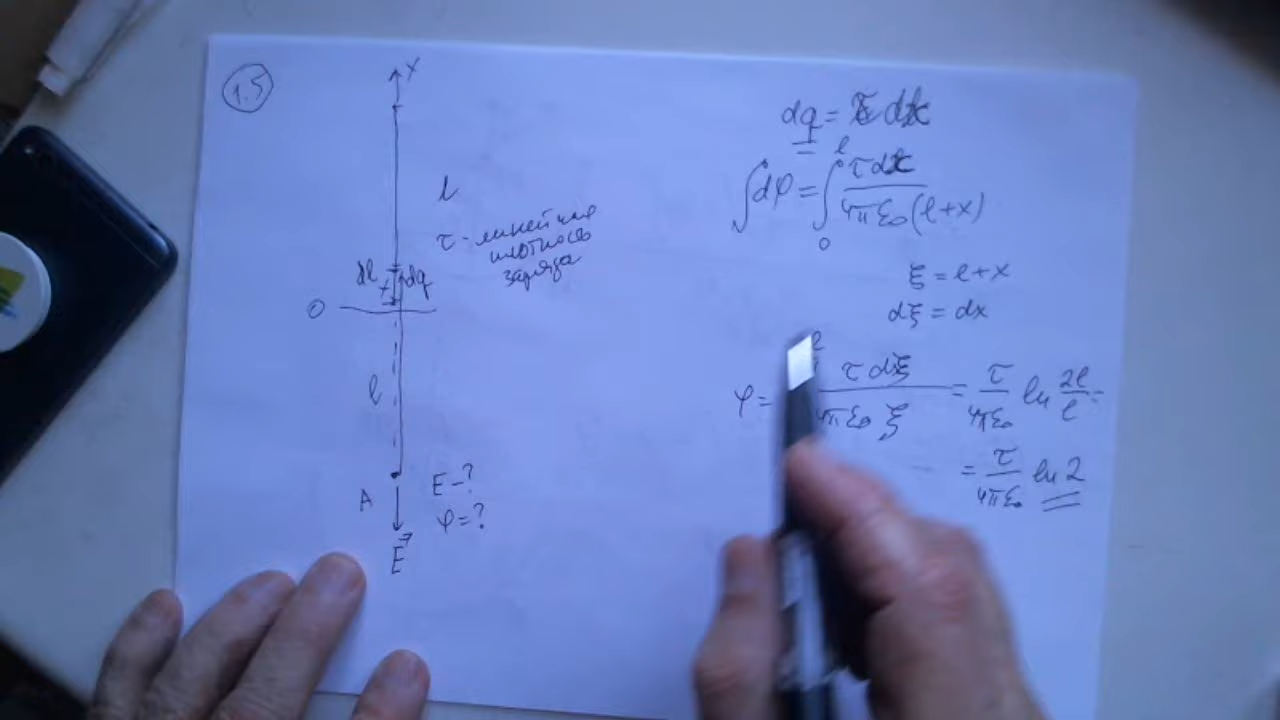 1.5
x
l
τ - линейная
плотность
заряда
dl
x
dq
O
l
A
E - ?
φ = ?
E
dq = τ dx
∫dφ = ∫₀ˡ τ dx / 4πε₀(l+x)
ξ = l+x
dξ = dx
φ = τ dξ / 4πε₀ ξ = τ / 4πε₀ ln 2l/l =
= τ / 4πε₀ ln 2